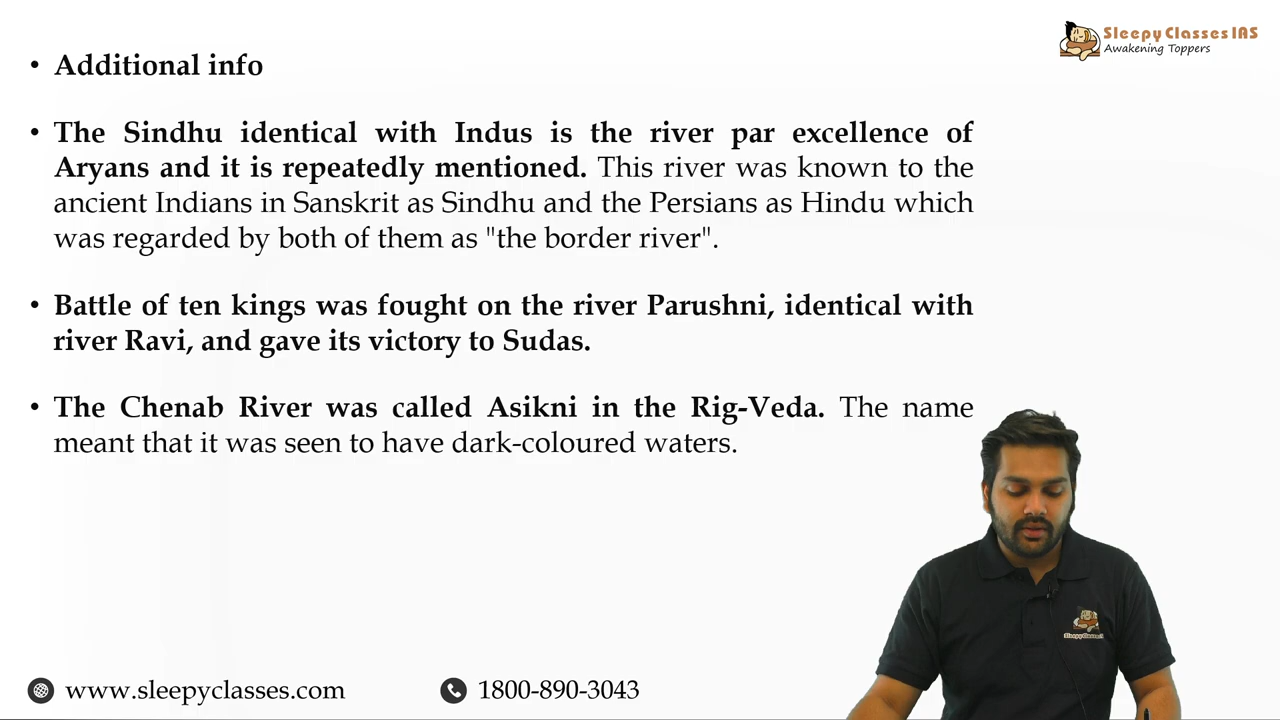 SleepyClasses IAS
Awakening Toppers
• Additional info
• The Sindhu identical with Indus is the river par excellence of
Aryans and it is repeatedly mentioned. This river was known to the
ancient Indians in Sanskrit as Sindhu and the Persians as Hindu which
was regarded by both of them as "the border river".
• Battle of ten kings was fought on the river Parushni, identical with
river Ravi, and gave its victory to Sudas.
• The Chenab River was called Asikni in the Rig-Veda. The name
meant that it was seen to have dark-coloured waters.
SleepyClasses
www.sleepyclasses.com
1800-890-3043